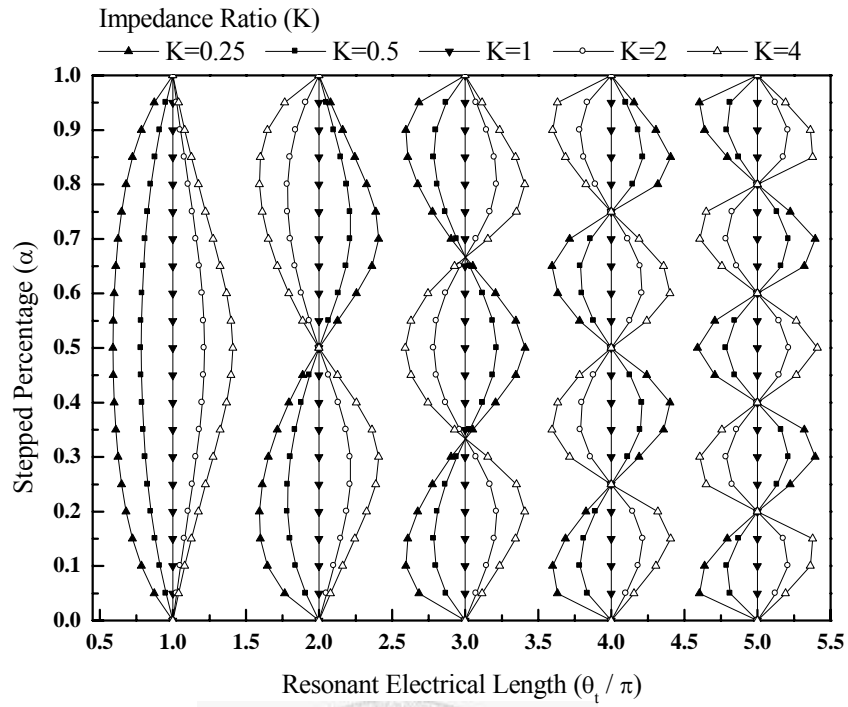 Impedance Ratio (K)
K=0.25 K=0.5 K=1 K=2 K=4
1.0
0.9
0.8
0.7
0.6
0.5
0.4
0.3
0.2
0.1
0.0
Stepped Percentage (α)
0.5 1.0 1.5 2.0 2.5 3.0 3.5 4.0 4.5 5.0 5.5
Resonant Electrical Length (θt / π)